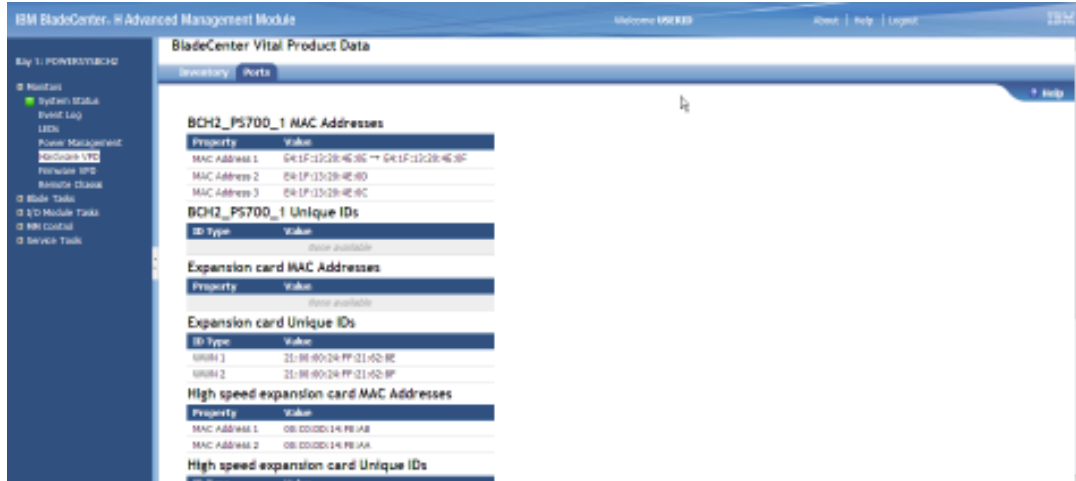 IBM BladeCenter. H Advanced Management Module
Welcome USERID
About | Help | Logout
IBM
Bay 1: POWERSYSBCH2
Monitors
System Status
Event Log
LEDs
Power Management
Hardware VPD
Firmware VPD
Remote Chassis
Blade Tasks
I/O Module Tasks
MM Control
Service Tasks
BladeCenter Vital Product Data
Inventory Ports
? Help
BCH2_PS700_1 MAC Addresses
Property Value
MAC Address 1
MAC Address 2
MAC Address 3
BCH2_PS700_1 Unique IDs
ID Type Value
None available
Expansion card MAC Addresses
Property Value
None available
Expansion card Unique IDs
ID Type Value
WWN 1
WWN 2
High speed expansion card MAC Addresses
Property Value
MAC Address 1
MAC Address 2
High speed expansion card Unique IDs